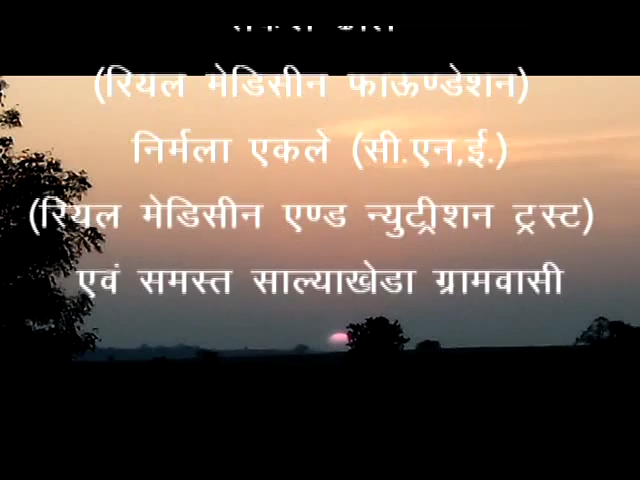 (रियल मेडिसीन फाऊण्डेशन)
निर्मला एकले (सी.एन,ई.)
(रियल मेडिसीन एण्ड न्युट्रीशन ट्रस्ट)
एवं समस्त साल्याखेडा ग्रामवासी